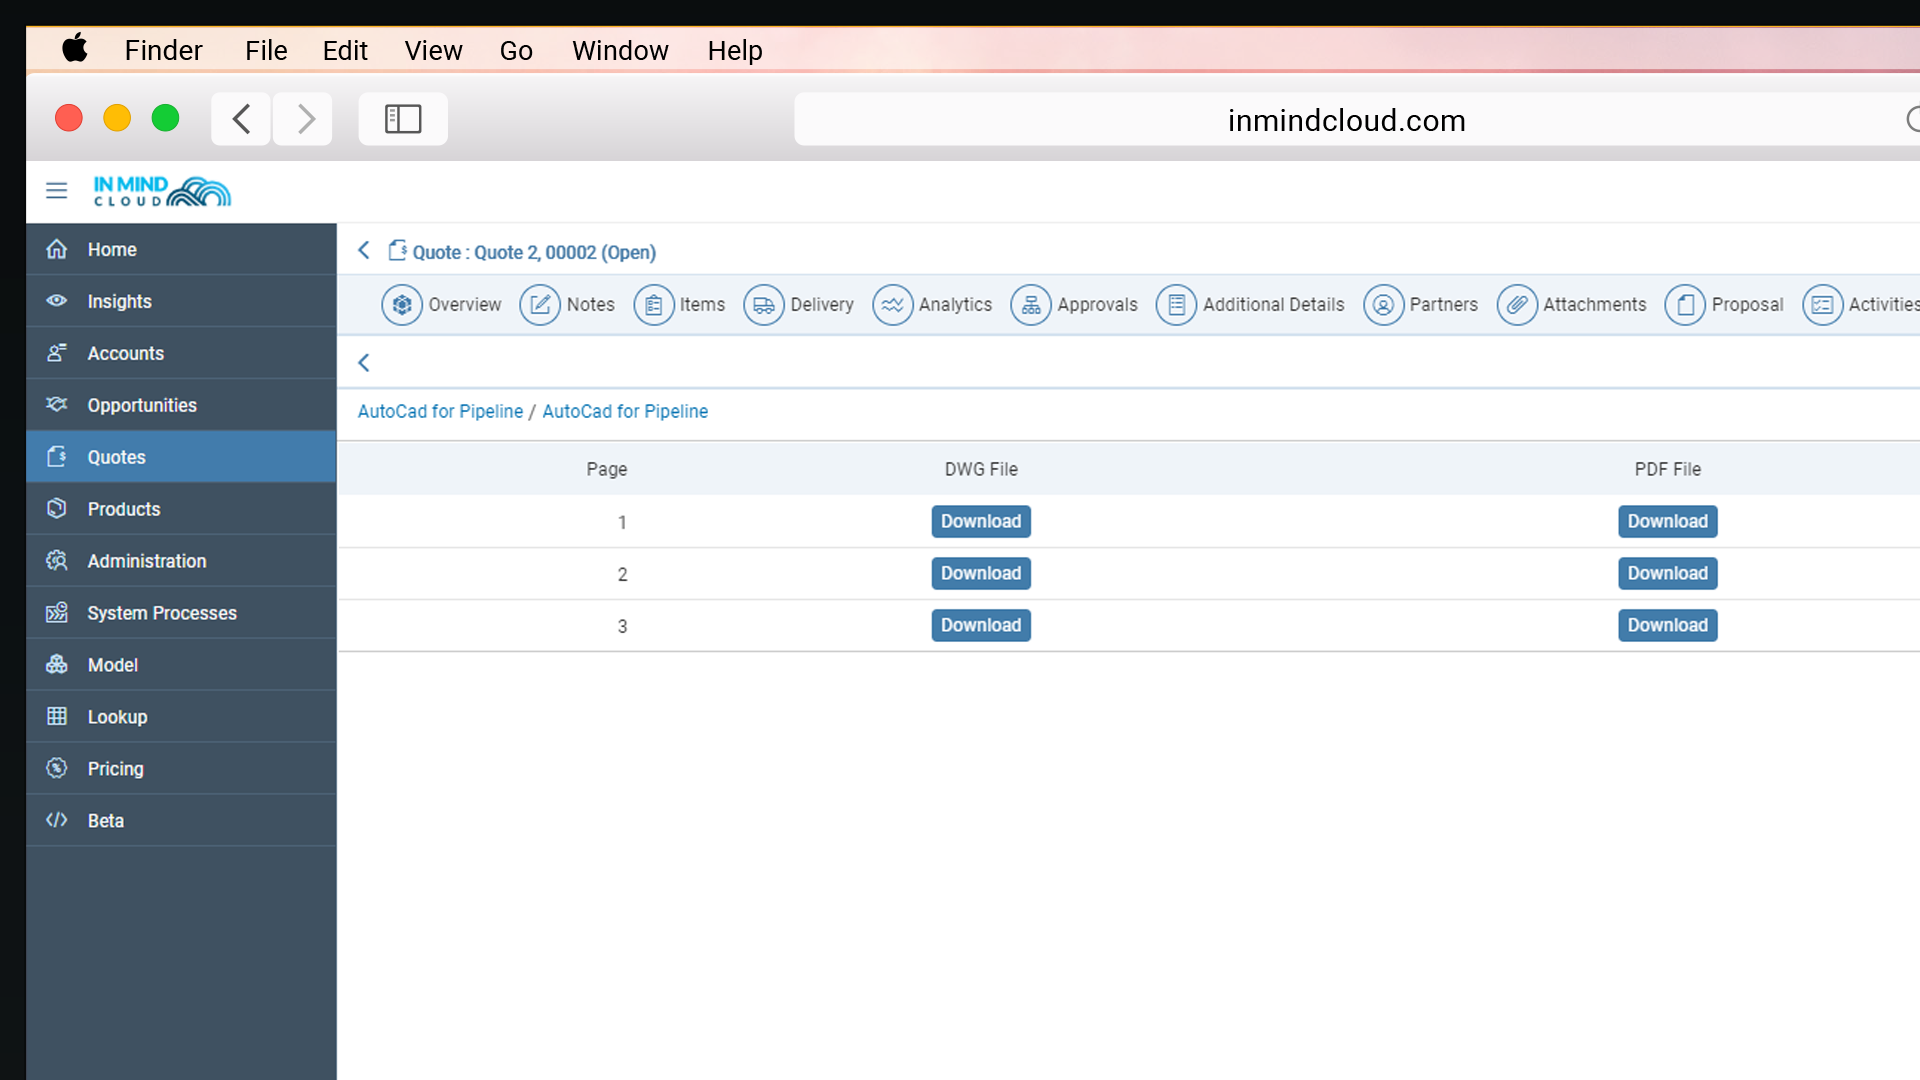 Finder File Edit View Go Window Help
inmindcloud.com
IN MIND
CLOUD
Home
Insights
Accounts
Opportunities
Quotes
Products
Administration
System Processes
Model
Lookup
Pricing
Beta
Quote : Quote 2, 00002 (Open)
Overview Notes Items Delivery Analytics Approvals Additional Details Partners Attachments Proposal Activities
AutoCad for Pipeline / AutoCad for Pipeline
Page DWG File PDF File
1 Download Download
2 Download Download
3 Download Download